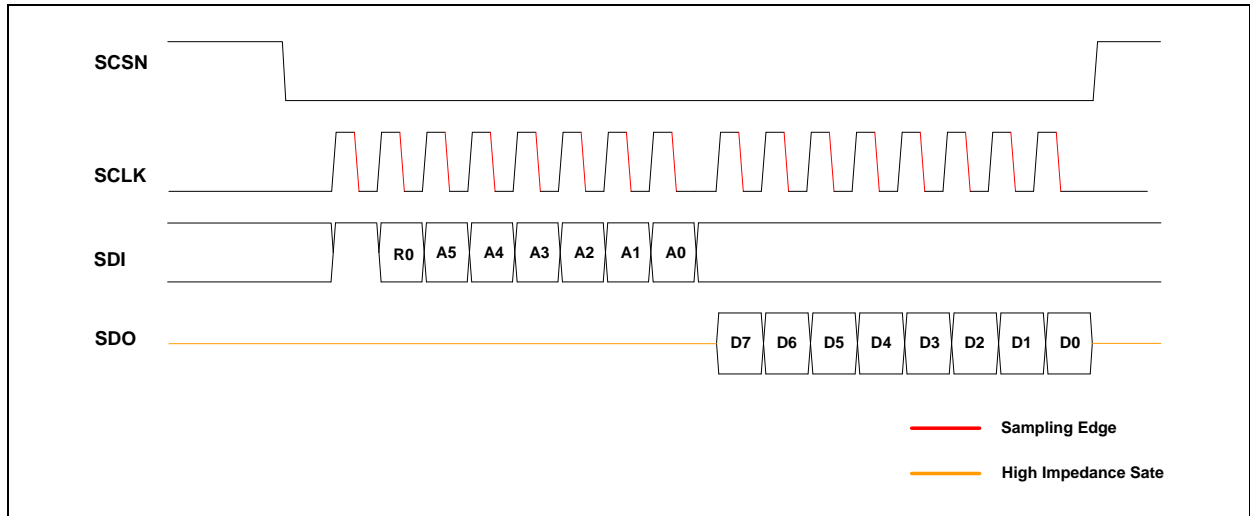 SCSN
SCLK
SDI
R0 A5 A4 A3 A2 A1 A0
SDO
D7 D6 D5 D4 D3 D2 D1 D0
Sampling Edge
High Impedance Sate